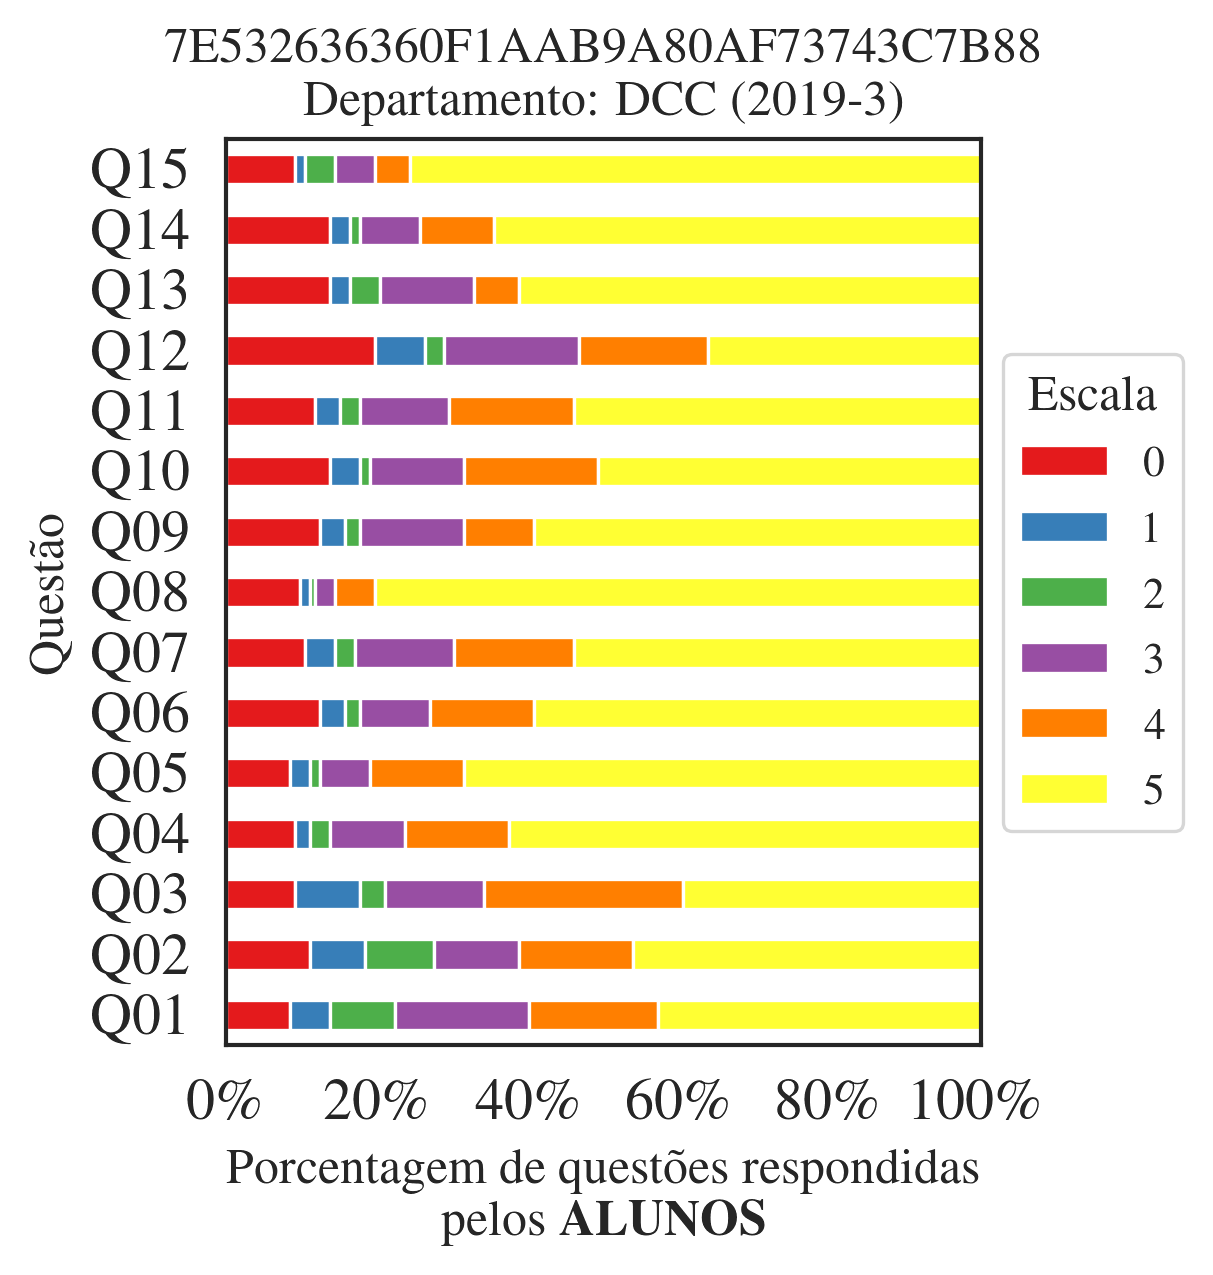 7E532636360F1AAB9A80AF73743C7B88
Departamento: DCC (2019-3)
Q15
Q14
Q13
Q12
Q11
Q10
Q09
Q08
Q07
Q06
Q05
Q04
Q03
Q02
Q01
Questão
0% 20% 40% 60% 80% 100%
Porcentagem de questões respondidas
pelos ALUNOS
Escala
0
1
2
3
4
5